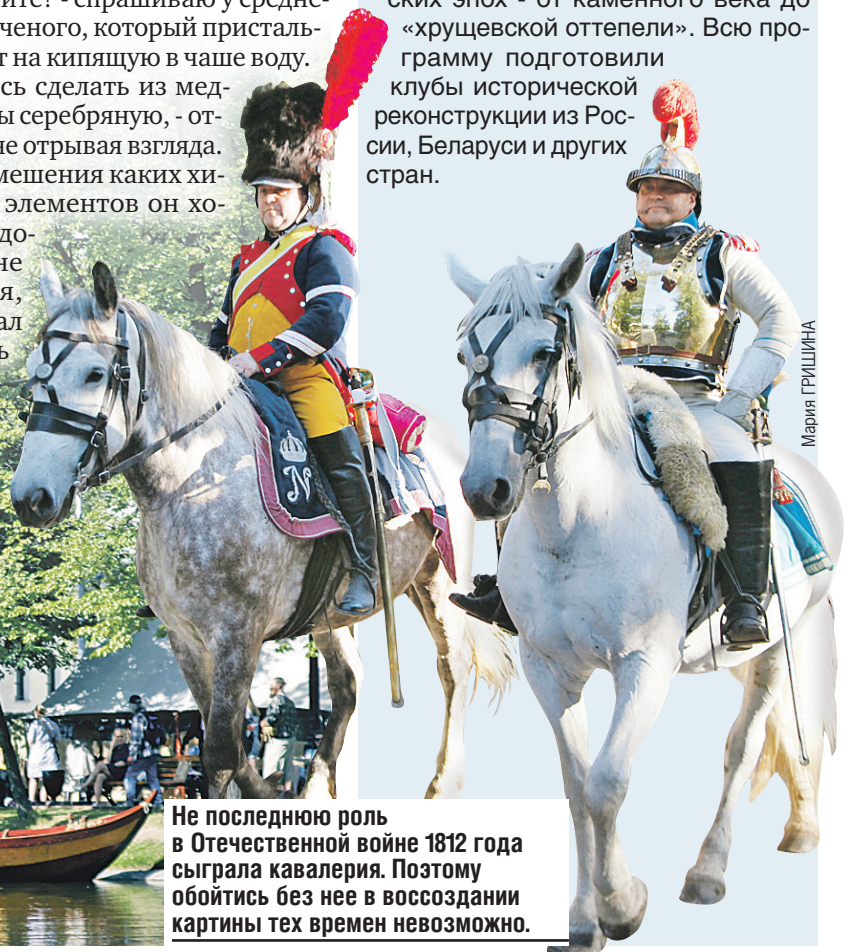 ите? - спрашиваю у средне-
ченого, который присталь-
т на кипящую в чаше воду.
сь сделать из мед-
ы серебряную, - от-
не отрывая взгляда.
мешения каких хи-
элементов он хо-
до-
не
я,
ал
ь
ских эпох - от каменного века до
«хрущевской оттепели». Всю про-
грамму подготовили
клубы исторической
реконструкции из Рос-
сии, Беларуси и других
стран.
Мария ГРИШИНА
N
Не последнюю роль
в Отечественной войне 1812 года
сыграла кавалерия. Поэтому
обойтись без нее в воссоздании
картины тех времен невозможно.